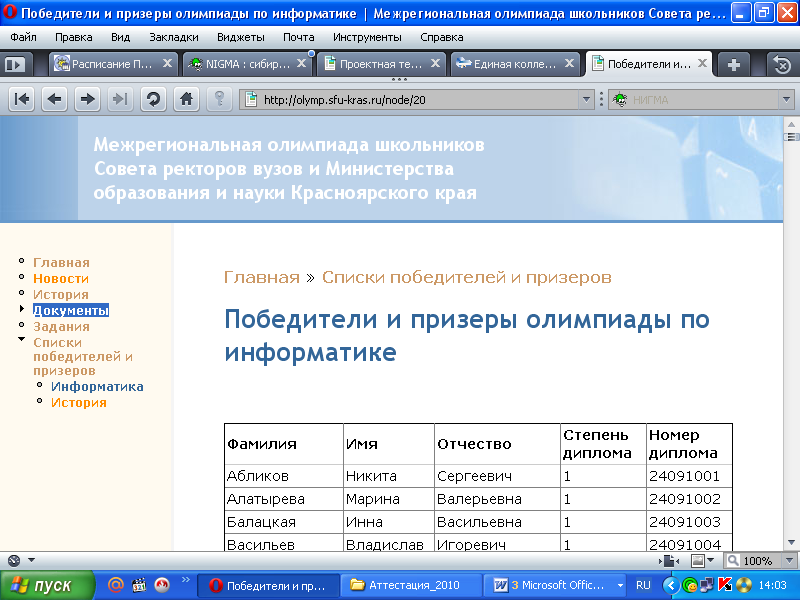 Победители и призеры олимпиады по информатике | Межрегиональная олимпиада школьников Совета ре...
Файл Правка Вид Закладки Виджеты Почта Инструменты Справка
Расписание П... NIGMA : сибир... Проектная те... Единая колле... Победители и...
http://olymp.sfu-kras.ru/node/20 НИГМА
Межрегиональная олимпиада школьников
Совета ректоров вузов и Министерства
образования и науки Красноярского края
Главная
Новости
История
Документы
Задания
Списки
победителей и
призеров
Информатика
История
Главная » Списки победителей и призеров
Победители и призеры олимпиады по
информатике
Фамилия Имя Отчество Степень диплома Номер диплома
Абликов Никита Сергеевич 1 24091001
Алатырева Марина Валерьевна 1 24091002
Балацкая Инна Васильевна 1 24091003
Васильев Владислав Игоревич 1 24091004
100%
пуск Победители и пр... Аттестация_2010 3 Microsoft Offic... RU 14:03